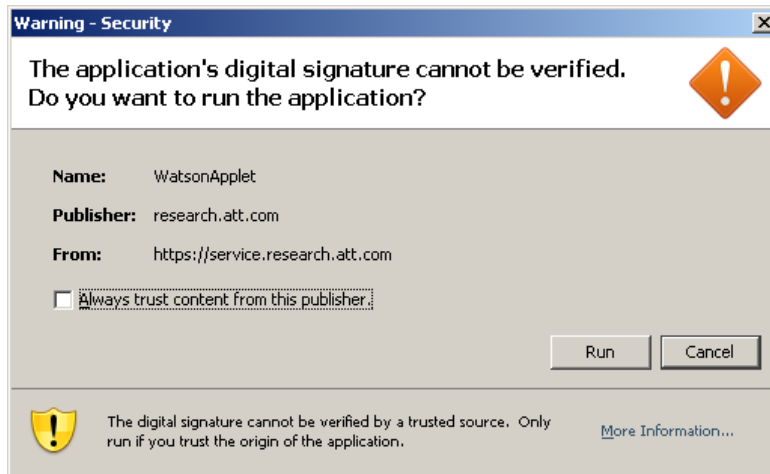 Warning - Security
The application's digital signature cannot be verified.
Do you want to run the application?
Name: WatsonApplet
Publisher: research.att.com
From: https://service.research.att.com
Always trust content from this publisher.
Run Cancel
The digital signature cannot be verified by a trusted source. Only
run if you trust the origin of the application.
More Information...